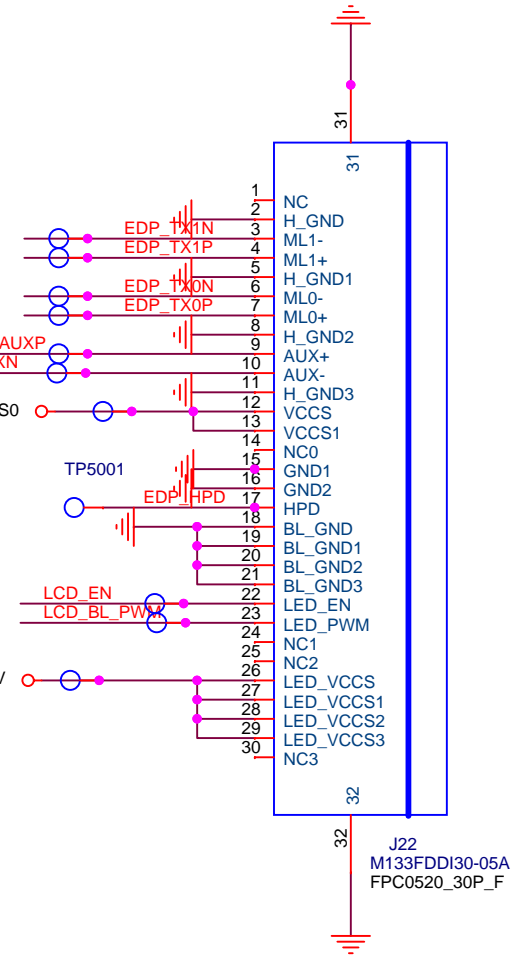 31
31
1 NC
2 H_GND
EDP_TX1N 3 ML1-
EDP_TX1P 4 ML1+
5 H_GND1
EDP_TX0N 6 ML0-
EDP_TX0P 7 ML0+
8 H_GND2
AUXP 9 AUX+
XN 10 AUX-
11 H_GND3
S0 12 VCCS
13 VCCS1
14 NC0
TP5001 15 GND1
16 GND2
EDP_HPD 17 HPD
18 BL_GND
19 BL_GND1
20 BL_GND2
21 BL_GND3
LCD_EN 22 LED_EN
LCD_BL_PWM 23 LED_PWM
24 NC1
25 NC2
V 26 LED_VCCS
27 LED_VCCS1
28 LED_VCCS2
29 LED_VCCS3
30 NC3
32
32
J22
M133FDDI30-05A
FPC0520_30P_F